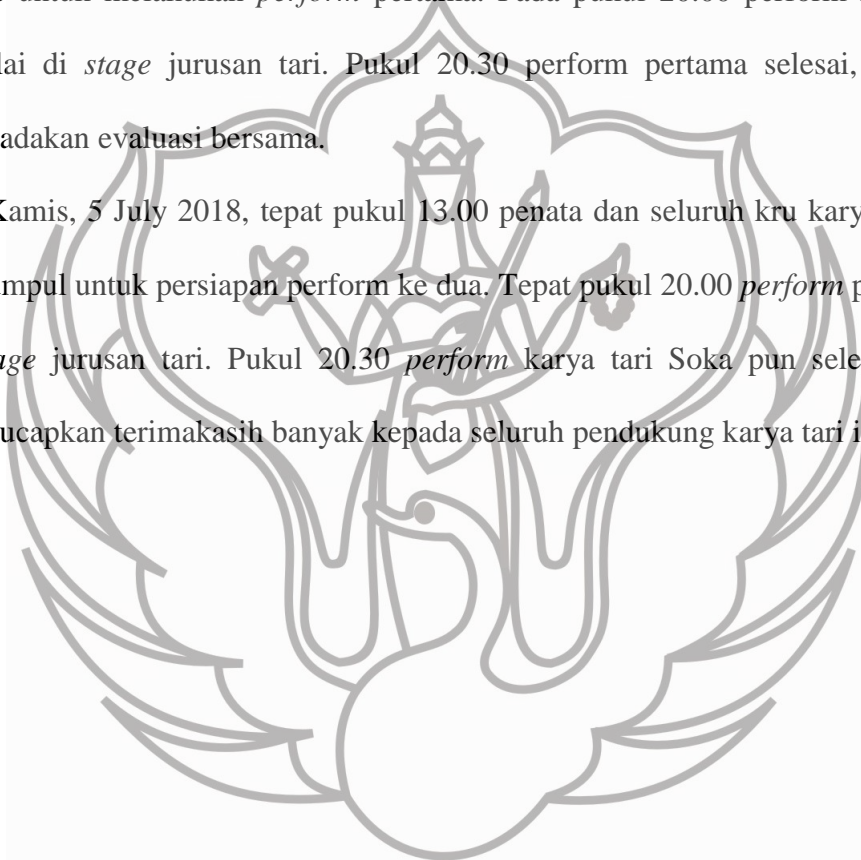 untuk melakukan perform pertama. Pada pukul 20.00 perform
lai di stage jurusan tari. Pukul 20.30 perform pertama selesai,
adakan evaluasi bersama.
Kamis, 5 July 2018, tepat pukul 13.00 penata dan seluruh kru kary
mpul untuk persiapan perform ke dua. Tepat pukul 20.00 perform p
age jurusan tari. Pukul 20.30 perform karya tari Soka pun sele
ucapkan terimakasih banyak kepada seluruh pendukung karya tari i